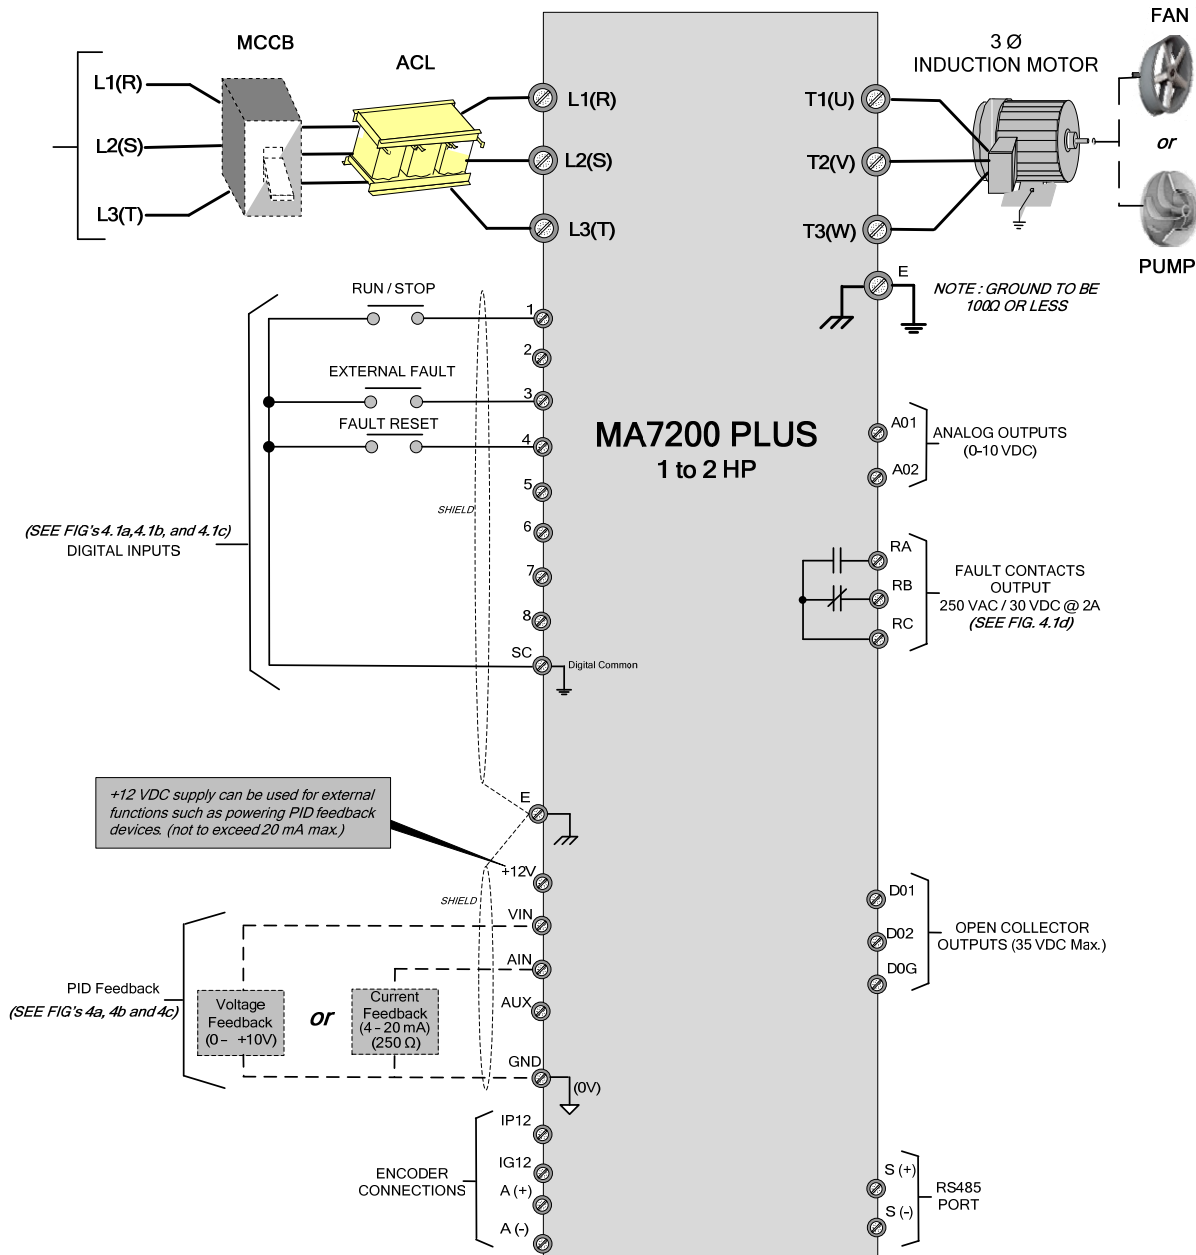 FAN
MCCB
ACL
3 Ø
INDUCTION MOTOR
L1(R)
L2(S)
L3(T)
L1(R)
L2(S)
L3(T)
T1(U)
T2(V)
T3(W)
or
PUMP
E
NOTE : GROUND TO BE
100Ω OR LESS
RUN / STOP
1
2
EXTERNAL FAULT
3
FAULT RESET
4
5
SHIELD
6
7
8
SC
Digital Common
(SEE FIG's 4.1a,4.1b, and 4.1c)
DIGITAL INPUTS
MA7200 PLUS
1 to 2 HP
A01
A02
ANALOG OUTPUTS
(0-10 VDC)
RA
RB
RC
FAULT CONTACTS
OUTPUT
250 VAC / 30 VDC @ 2A
(SEE FIG. 4.1d)
+12 VDC supply can be used for external
functions such as powering PID feedback
devices. (not to exceed 20 mA max.)
E
+12V
SHIELD
VIN
AIN
AUX
GND
(0V)
PID Feedback
(SEE FIG's 4a, 4b and 4c)
Voltage
Feedback
(0 – +10V)
or
Current
Feedback
(4 – 20 mA)
(250 Ω)
D01
D02
D0G
OPEN COLLECTOR
OUTPUTS (35 VDC Max.)
IP12
IG12
A (+)
A (-)
ENCODER
CONNECTIONS
S (+)
S (-)
RS485
PORT